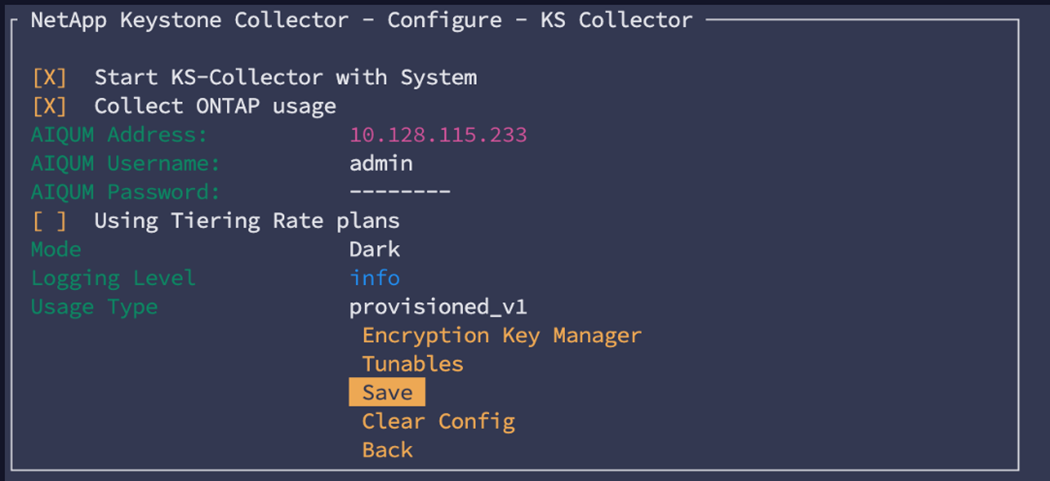 NetApp Keystone Collector - Configure - KS Collector
[X] Start KS-Collector with System
[X] Collect ONTAP usage
AIQUM Address: 10.128.115.233
AIQUM Username: admin
AIQUM Password: --------
[ ] Using Tiering Rate plans
Mode Dark
Logging Level info
Usage Type provisioned_v1
Encryption Key Manager
Tunables
Save
Clear Config
Back